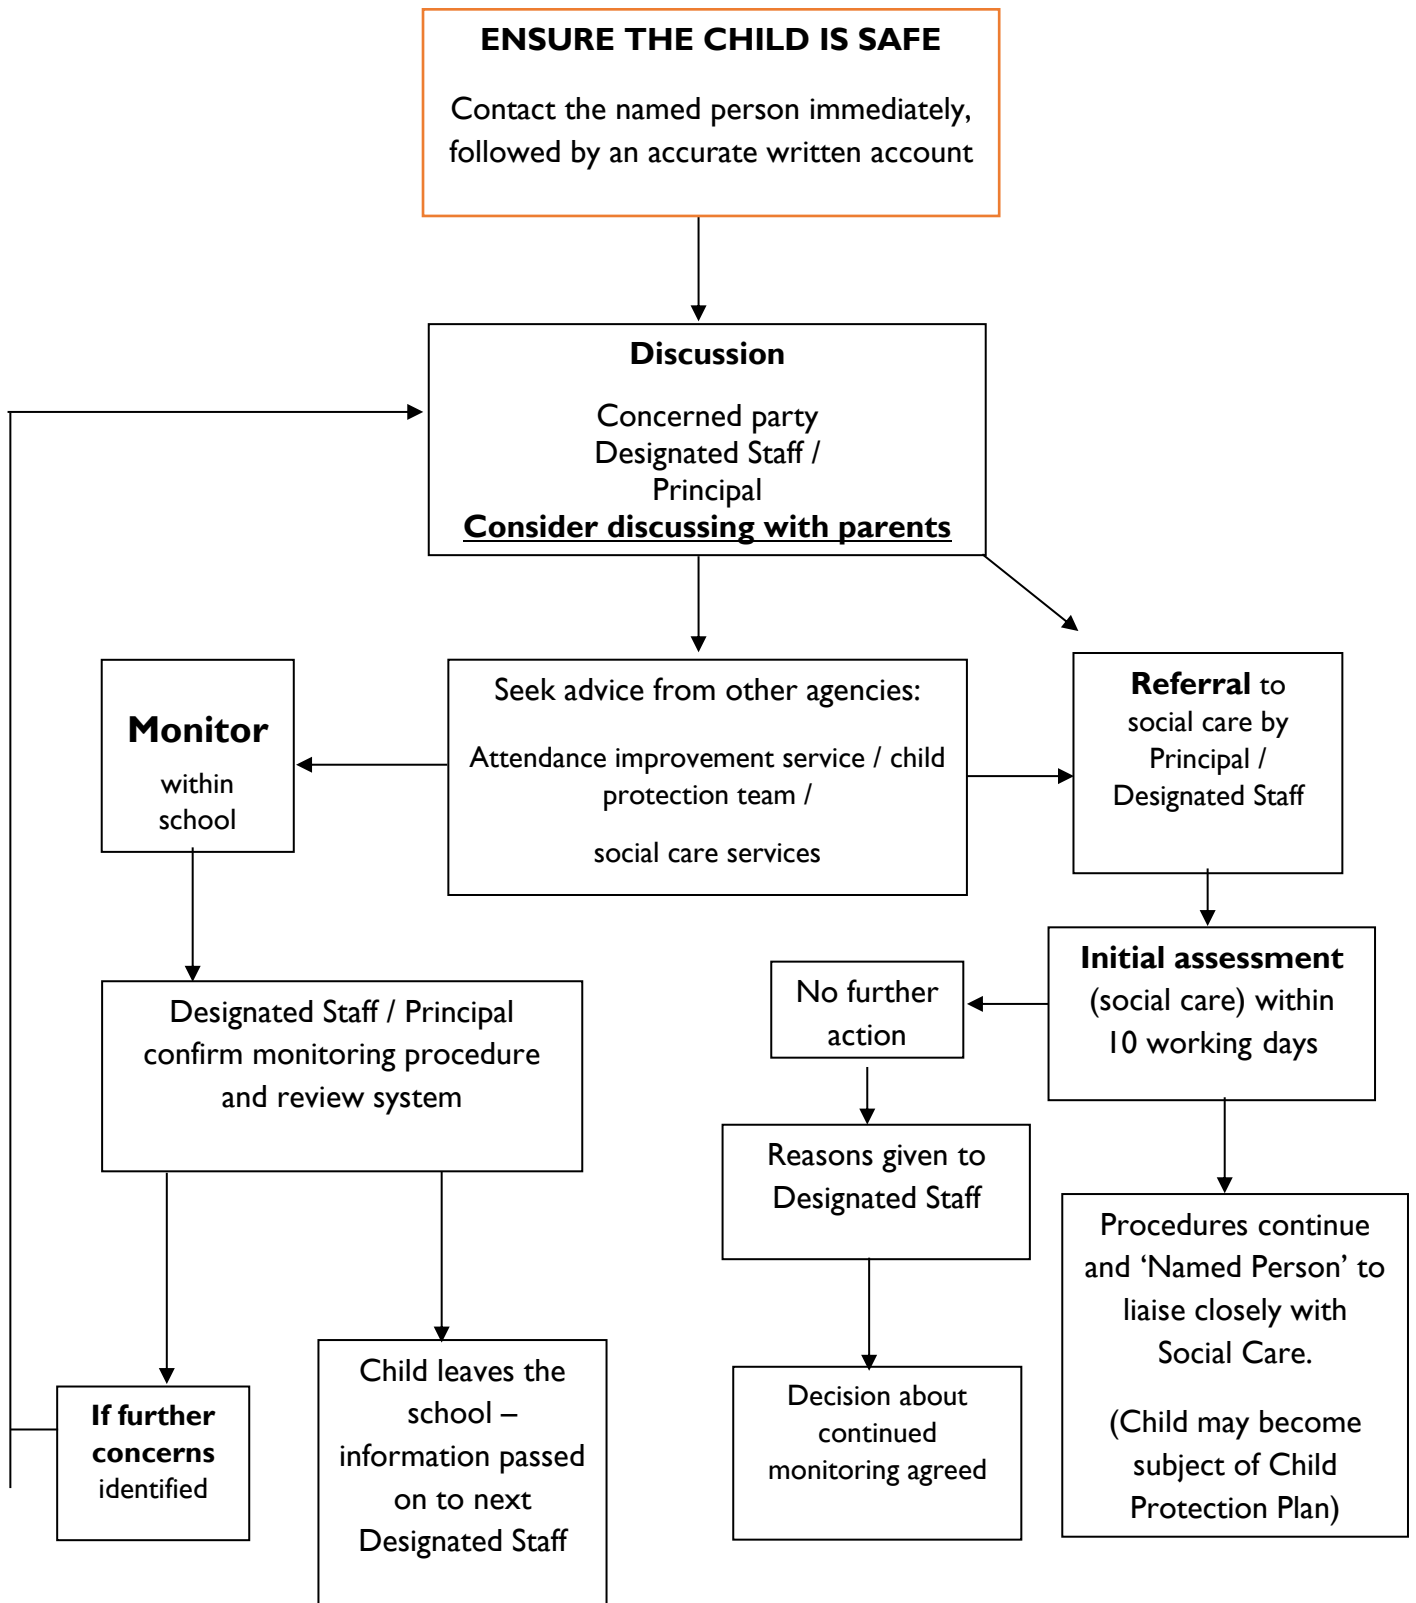 ENSURE THE CHILD IS SAFE
Contact the named person immediately,
followed by an accurate written account
Discussion
Concerned party
Designated Staff /
Principal
Consider discussing with parents
Monitor
within
school
Seek advice from other agencies:
Attendance improvement service / child
protection team /
social care services
Referral to
social care by
Principal /
Designated Staff
Designated Staff / Principal
confirm monitoring procedure
and review system
No further
action
Initial assessment
(social care) within
10 working days
Reasons given to
Designated Staff
Procedures continue
and ‘Named Person’ to
liaise closely with
Social Care.
(Child may become
subject of Child
Protection Plan)
If further
concerns
identified
Child leaves the
school –
information passed
on to next
Designated Staff
Decision about
continued
monitoring agreed